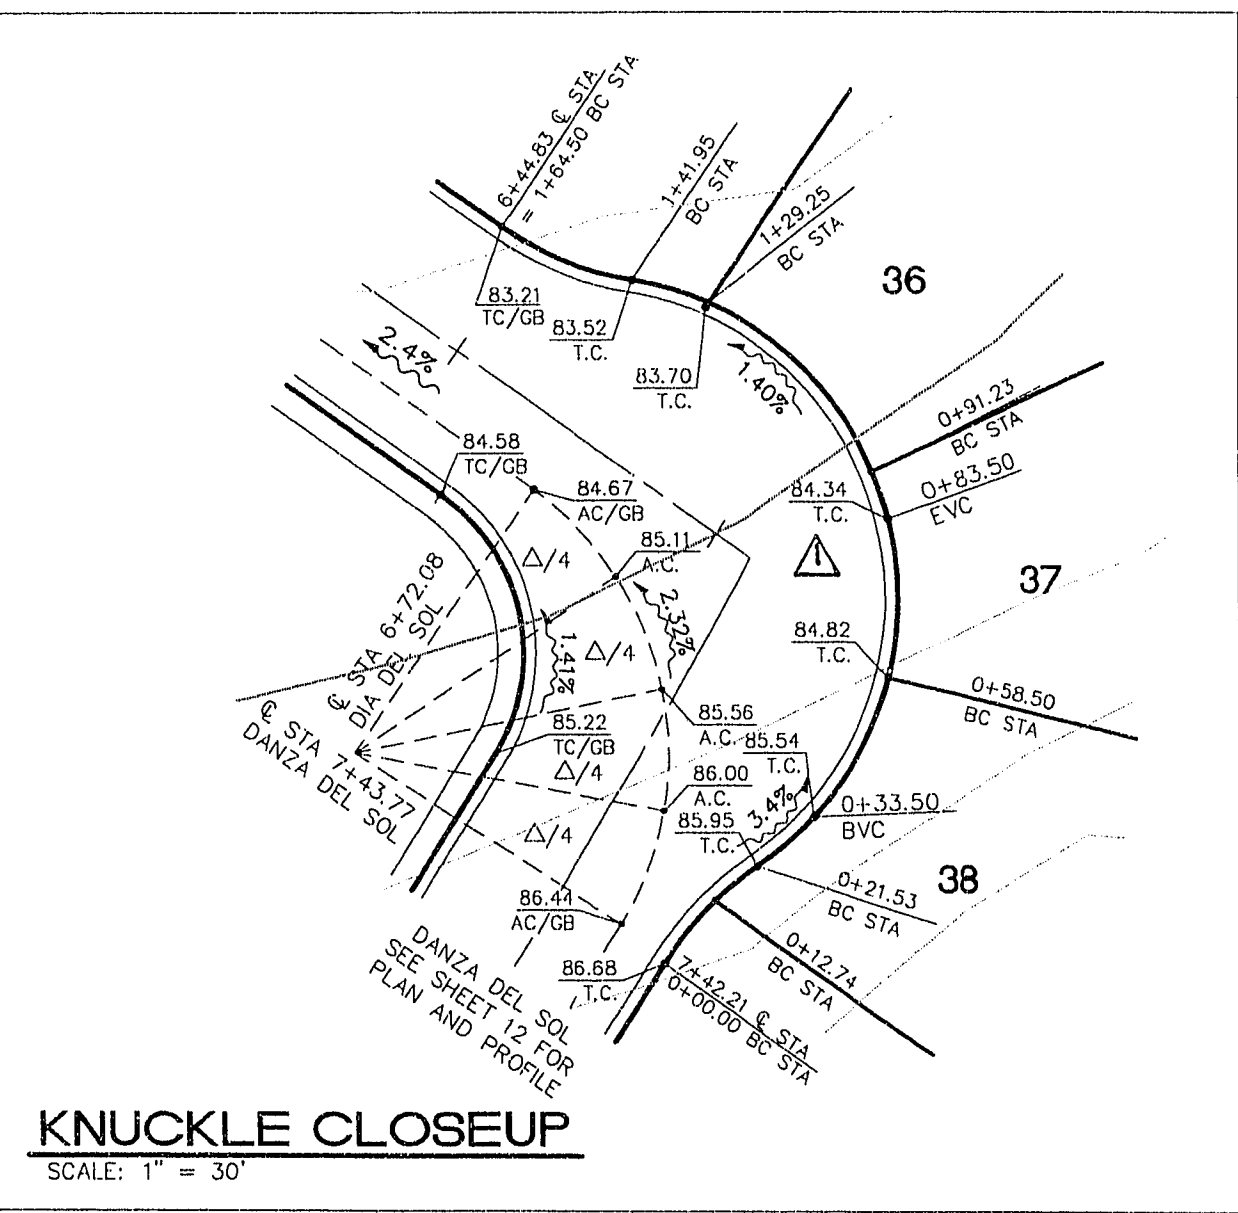 6+44.83 ℄ STA
= 1+64.50 BC STA
1+41.95
BC STA
1+29.25
BC STA
36
83.21
TC/GB
83.52
T.C.
83.70
T.C.
2.4%
1.40%
0+91.23
BC STA
84.58
TC/GB
84.67
AC/GB
84.34
T.C.
0+83.50
EVC
85.11
A.C.
△/4
1
37
℄ STA 6+72.08
DIA DEL SOL
2.32%
△/4
1.41%
84.82
T.C.
0+58.50
BC STA
℄ STA 7+43.77
DANZA DEL SOL
85.22
TC/GB
85.56
A.C.
85.54
T.C.
△/4
86.00
A.C.
3.4%
0+33.50
BVC
85.95
T.C.
△/4
38
0+21.53
BC STA
86.44
AC/GB
0+12.74
BC STA
86.68
T.C.
7+42.21 ℄ STA
0+00.00 BC STA
DANZA DEL SOL
SEE SHEET 12 FOR
PLAN AND PROFILE
KNUCKLE CLOSEUP
SCALE: 1" = 30'